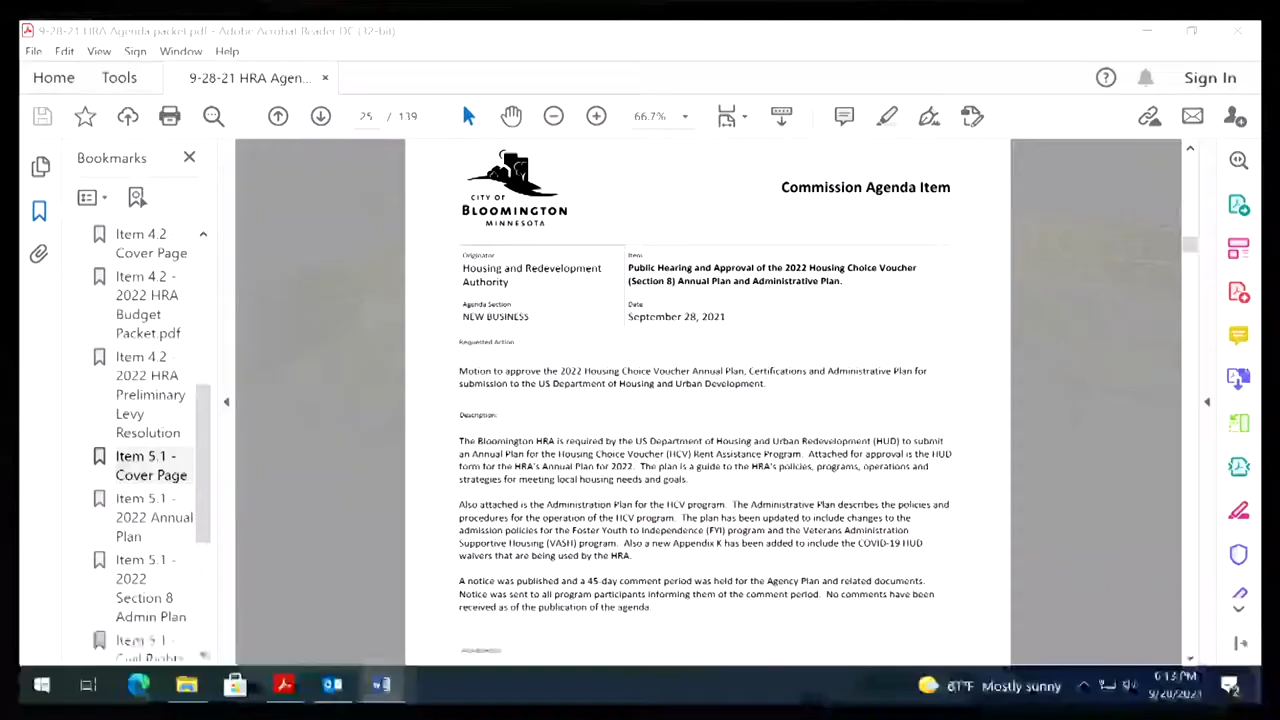 9-28-21 HRA Agenda packet.pdf - Adobe Acrobat Reader DC (32-bit)
File Edit View Sign Window Help
Home Tools 9-28-21 HRA Agen... × Sign In
25 / 139 66.7%
Bookmarks
Item 4.2
Cover Page
Item 4.2 -
2022 HRA
Budget
Packet.pdf
Item 4.2 -
2022 HRA
Preliminary
Levy
Resolution
Item 5.1 -
Cover Page
Item 5.1 -
2022 Annual
Plan
Item 5.1 -
2022
Section 8
Admin Plan
Item 5.1 -
Civil Rights
CITY OF
BLOOMINGTON
MINNESOTA
Commission Agenda Item
Originator
Housing and Redevelopment
Authority
Item
Public Hearing and Approval of the 2022 Housing Choice Voucher
(Section 8) Annual Plan and Administrative Plan.
Agenda Section
NEW BUSINESS
Date
September 28, 2021
Requested Action
Motion to approve the 2022 Housing Choice Voucher Annual Plan, Certifications and Administrative Plan for
submission to the US Department of Housing and Urban Development.
Description:
The Bloomington HRA is required by the US Department of Housing and Urban Redevelopment (HUD) to submit
an Annual Plan for the Housing Choice Voucher (HCV) Rent Assistance Program. Attached for approval is the HUD
form for the HRA's Annual Plan for 2022. The plan is a guide to the HRA's policies, programs, operations and
strategies for meeting local housing needs and goals.
Also attached is the Administration Plan for the HCV program. The Administrative Plan describes the policies and
procedures for the operation of the HCV program. The plan has been updated to include changes to the
admission policies for the Foster Youth to Independence (FYI) program and the Veterans Administration
Supportive Housing (VASH) program. Also a new Appendix K has been added to include the COVID-19 HUD
waivers that are being used by the HRA.
A notice was published and a 45-day comment period was held for the Agency Plan and related documents.
Notice was sent to all program participants informing them of the comment period. No comments have been
received as of the publication of the agenda.
Mostly sunny
6:13 PM
2